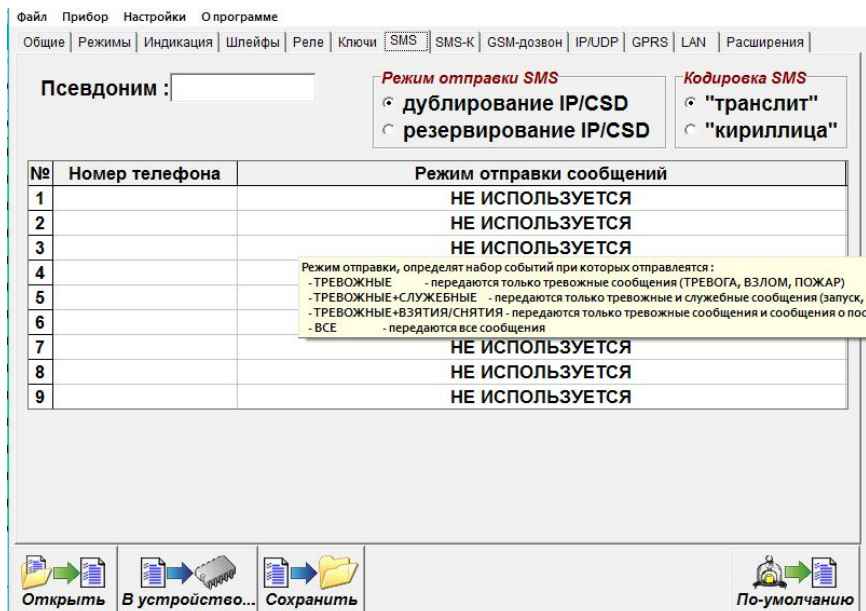 Файл Прибор Настройки О программе
Общие Режимы Индикация Шлейфы Реле Ключи SMS SMS-K GSM-дозвон IP/UDP GPRS LAN Расширения
Псевдоним :
Режим отправки SMS
дублирование IP/CSD
резервирование IP/CSD
Кодировка SMS
"транслит"
"кириллица"
№ Номер телефона Режим отправки сообщений
1 НЕ ИСПОЛЬЗУЕТСЯ
2 НЕ ИСПОЛЬЗУЕТСЯ
3 НЕ ИСПОЛЬЗУЕТСЯ
4
5
6
Режим отправки, определят набор событий при которых отправлеятся :
- ТРЕВОЖНЫЕ - передаются только тревожные сообщения (ТРЕВОГА, ВЗЛОМ, ПОЖАР)
- ТРЕВОЖНЫЕ+СЛУЖЕБНЫЕ - передаются только тревожные и служебные сообщения (запуск,
- ТРЕВОЖНЫЕ+ВЗЯТИЯ/СНЯТИЯ - передаются только тревожные сообщения и сообщения о пос
- ВСЕ - передаются все сообщения
7 НЕ ИСПОЛЬЗУЕТСЯ
8 НЕ ИСПОЛЬЗУЕТСЯ
9 НЕ ИСПОЛЬЗУЕТСЯ
Открыть В устройство... Сохранить По-умолчанию